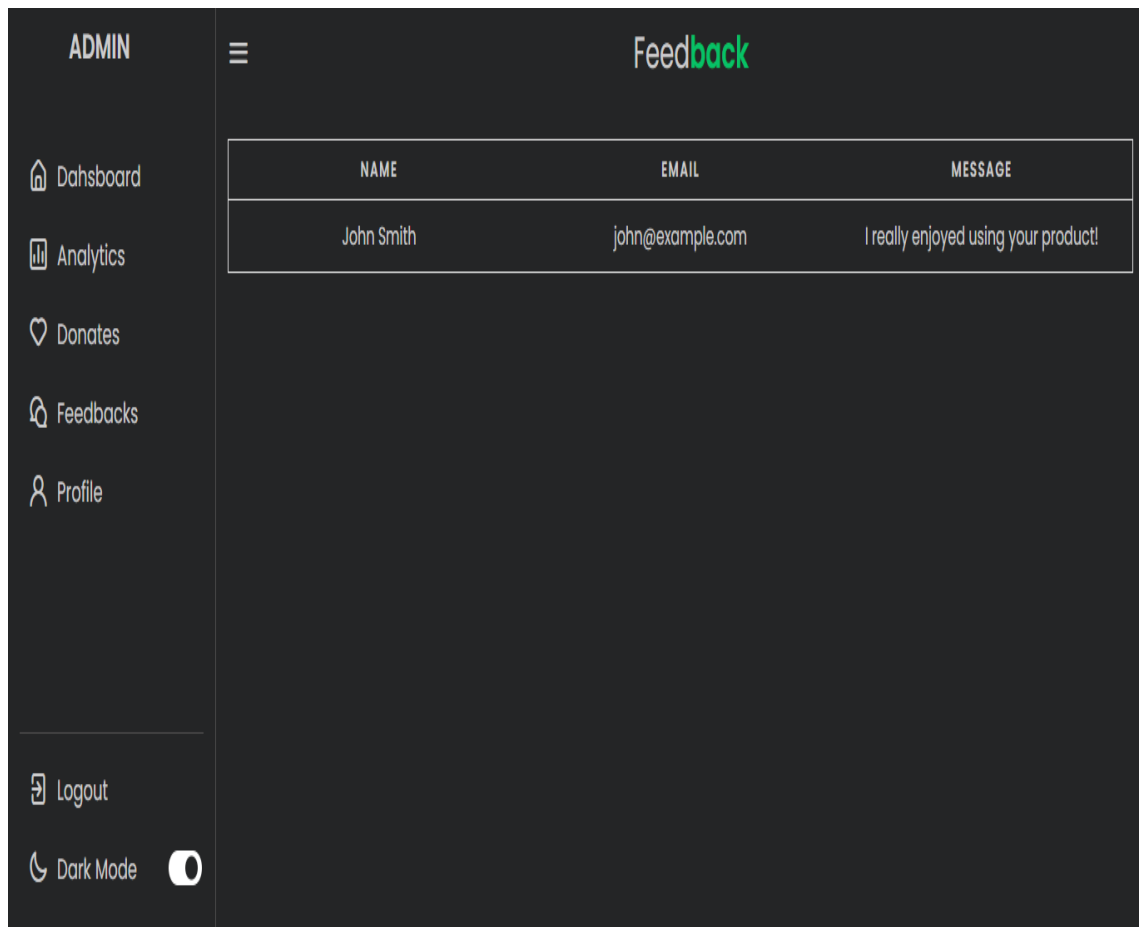 ADMIN
Dahsboard
Analytics
Donates
Feedbacks
Profile
Logout
Dark Mode
Feedback
NAME EMAIL MESSAGE
John Smith john@example.com I really enjoyed using your product!